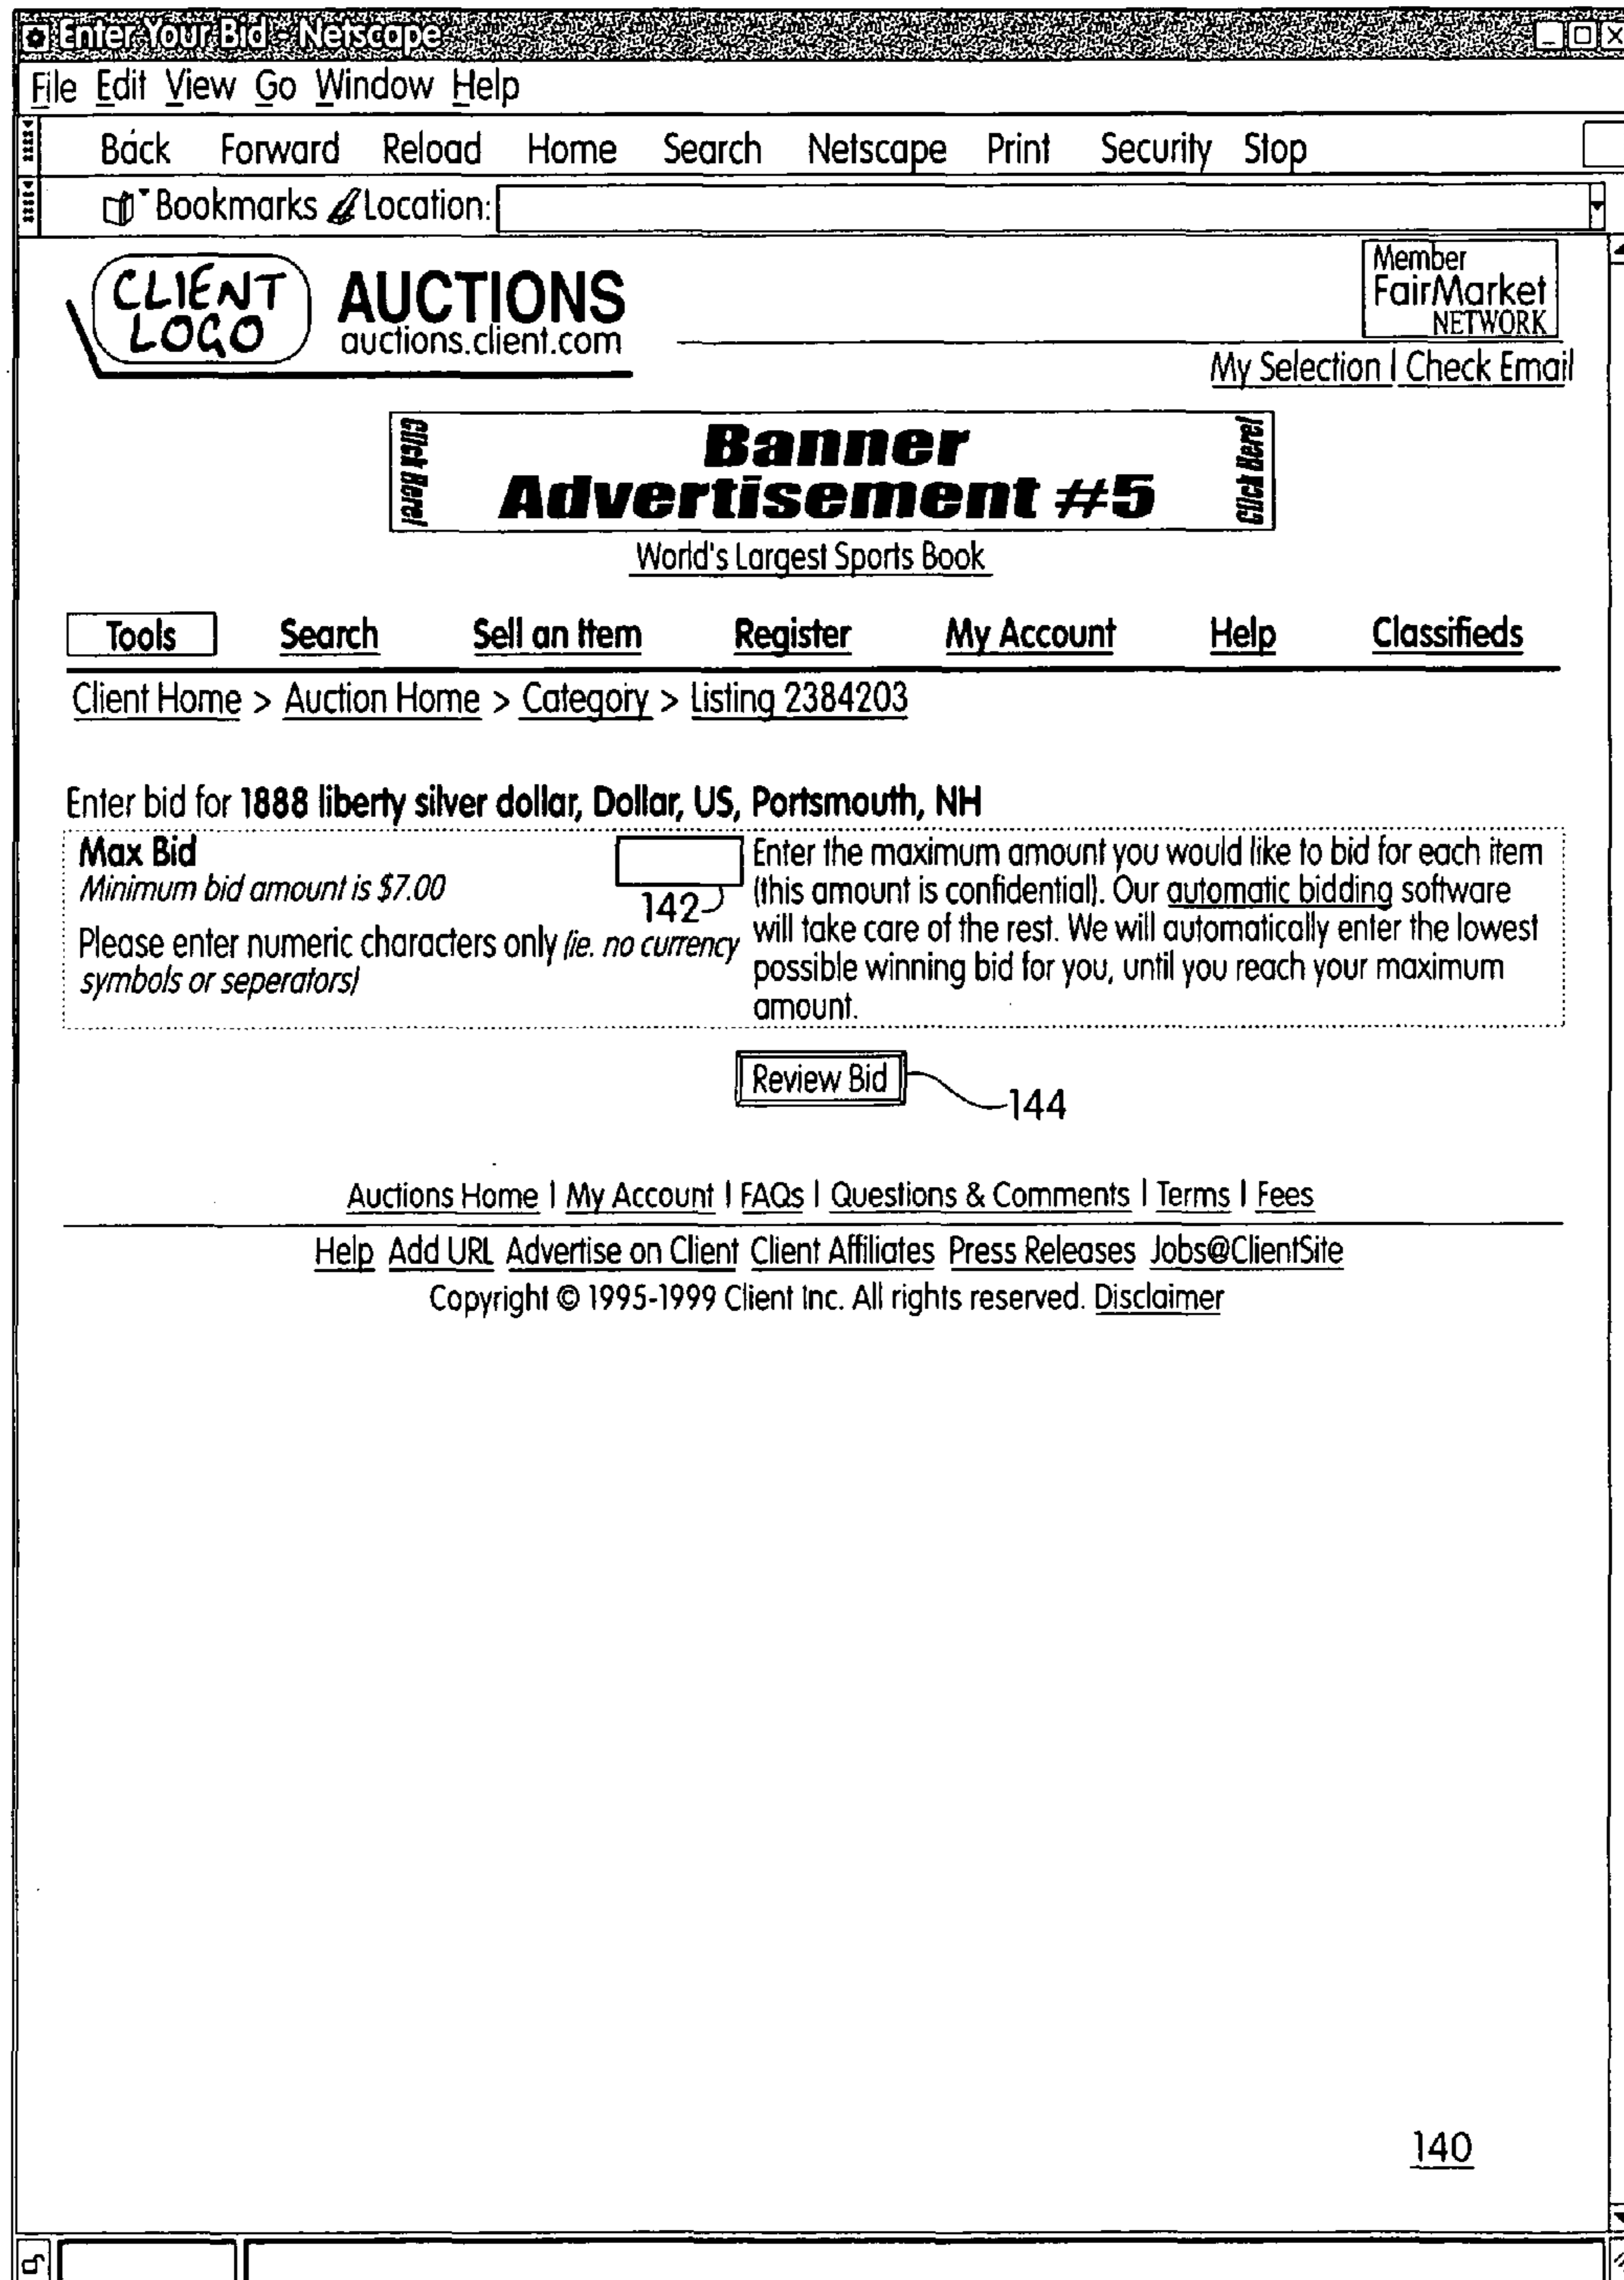 Enter Your Bid - Netscape
File Edit View Go Window Help
Back Forward Reload Home Search Netscape Print Security Stop
Bookmarks Location:
CLIENT
LOGO
AUCTIONS
auctions.client.com
Member
FairMarket
NETWORK
My Selection | Check Email
Click Here!
Banner
Advertisement #5
Click Here!
World's Largest Sports Book
Tools Search Sell an Item Register My Account Help Classifieds
Client Home > Auction Home > Category > Listing 2384203
Enter bid for 1888 liberty silver dollar, Dollar, US, Portsmouth, NH
Max Bid
Minimum bid amount is $7.00
142
Please enter numeric characters only (ie. no currency
symbols or seperators)
Enter the maximum amount you would like to bid for each item
(this amount is confidential). Our automatic bidding software
will take care of the rest. We will automatically enter the lowest
possible winning bid for you, until you reach your maximum
amount.
Review Bid
144
Auctions Home | My Account | FAQs | Questions & Comments | Terms | Fees
Help Add URL Advertise on Client Client Affiliates Press Releases Jobs@ClientSite
Copyright © 1995-1999 Client Inc. All rights reserved. Disclaimer
140